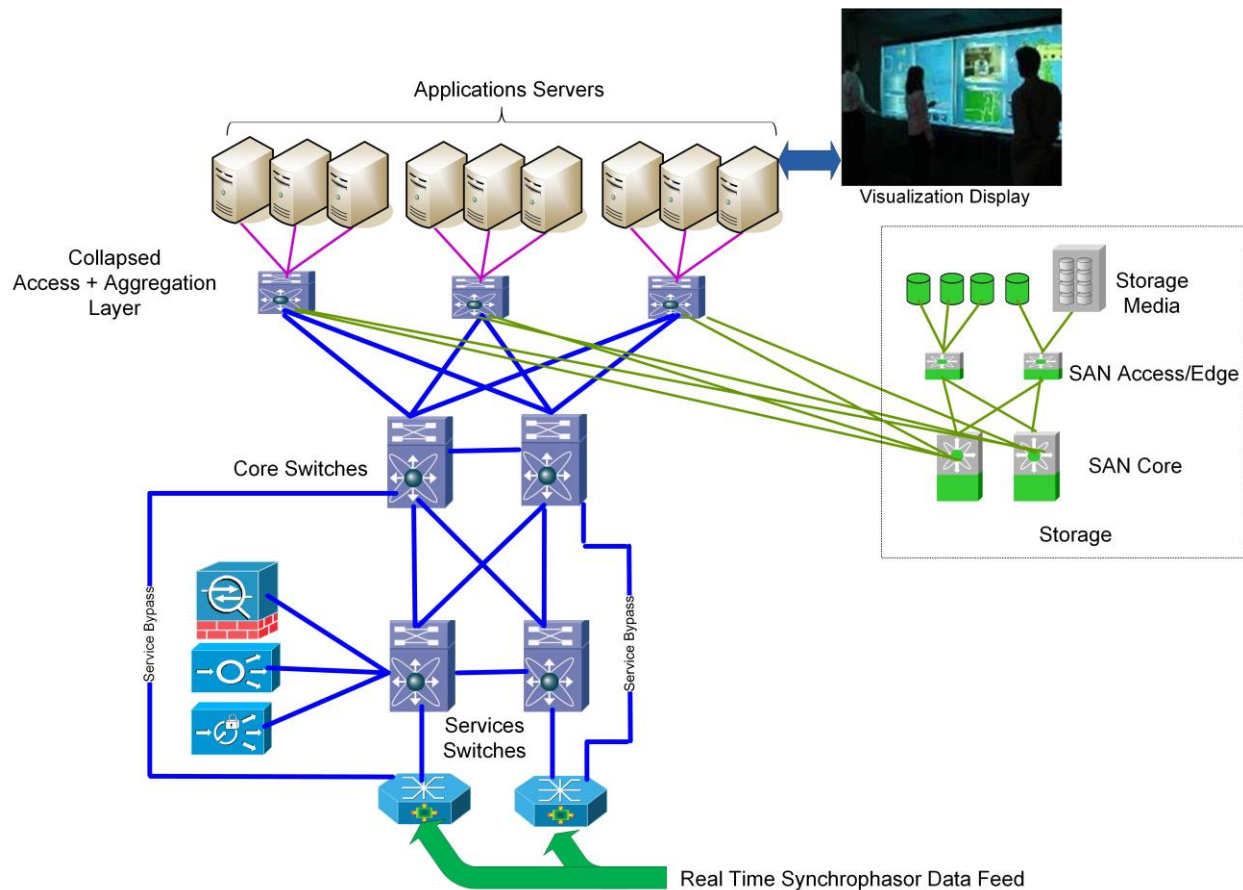 Applications Servers
Visualization Display
Collapsed
Access + Aggregation
Layer
Storage
Media
SAN Access/Edge
SAN Core
Storage
Core Switches
Service Bypass
Service Bypass
Services
Switches
Real Time Synchrophasor Data Feed